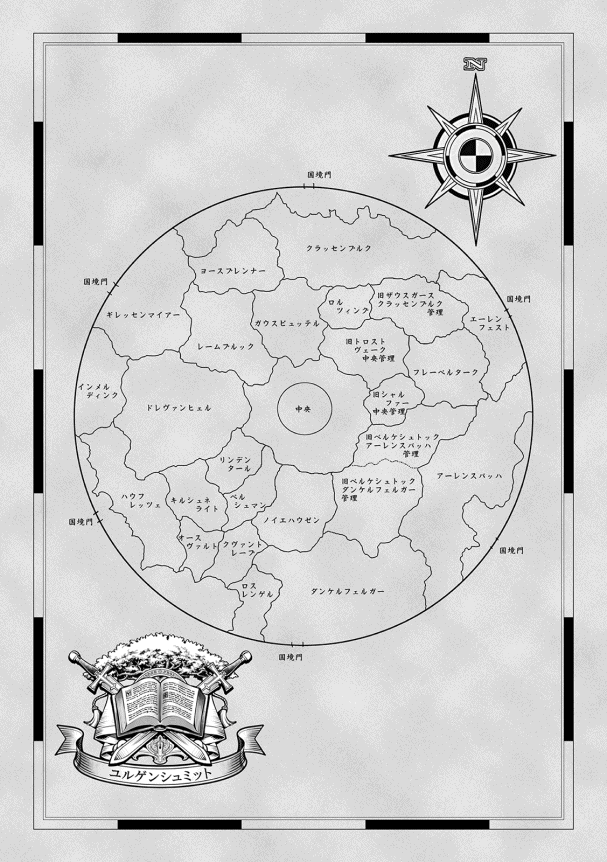 N
国境門
クラッセンブルク
ヨースブレンナー
国境門
ギレッセンマイアー
ロル
ツィンク
旧ザウスガース
クラッセンブルク
管理
国境門
エーレン
フェスト
ガウスビュッテル
レームブルック
旧トロスト
ヴェーク
中央管理
フレーベルターク
インメル
ディンク
ドレヴァンヒェル
中央
旧シャル
ファー
中央管理
旧ベルケシュトック
アーレンスバッハ
管理
リンデン
タール
アーレンスバッハ
旧ベルケシュトック
ダンケルフェルガー
管理
ハウフ
レッツェ
キルシュネ
ライト
ベル
シュマン
ノイエハウゼン
国境門
オース
ヴァルト
クヴァント
レーフ
国境門
ロス
レンゲル
ダンケルフェルガー
国境門
ユルゲンシュミット